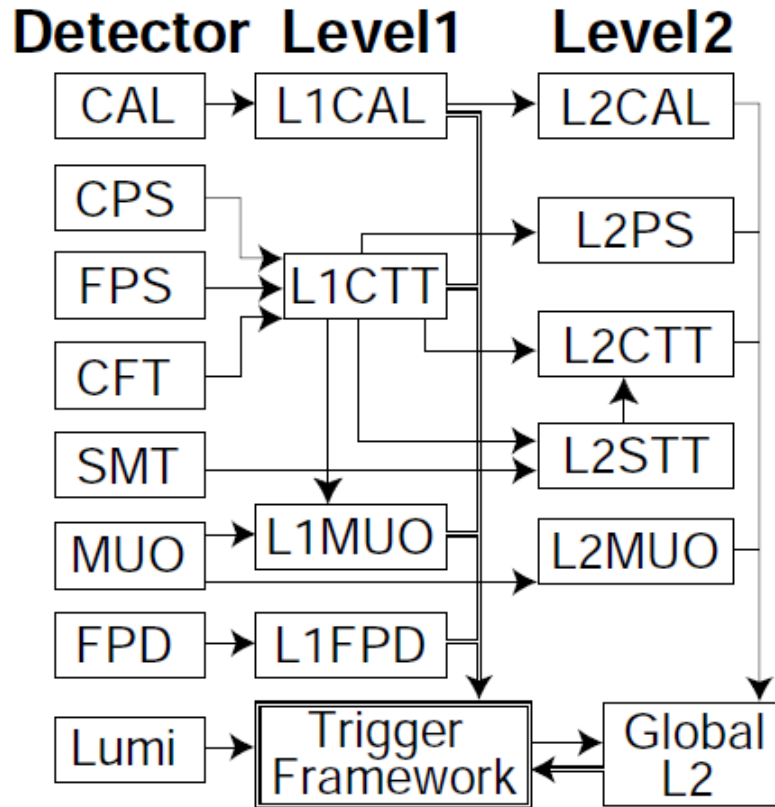 Detector Level1 Level2
CAL L1CAL L2CAL
CPS
L2PS
FPS L1CTT
CFT L2CTT
SMT L2STT
MUO L1MUO L2MUO
FPD L1FPD
Lumi
Trigger
Framework
Global
L2